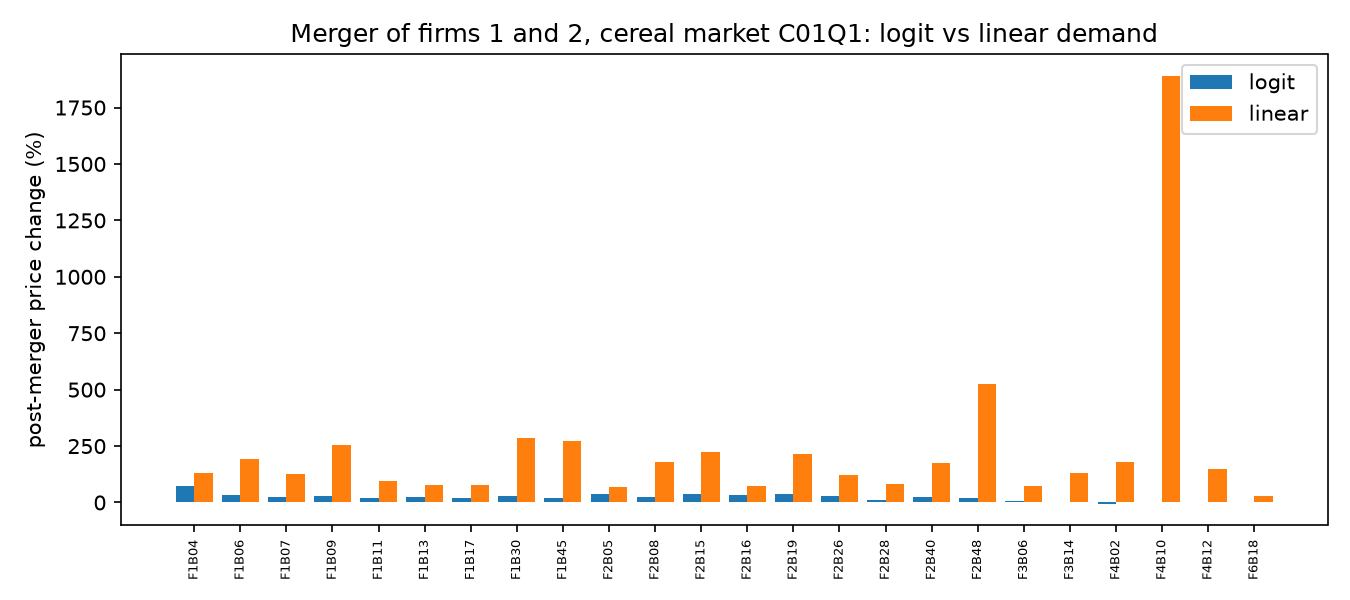 Merger of firms 1 and 2, cereal market C01Q1: logit vs linear demand
logit
linear
post-merger price change (%)
1750
1500
1250
1000
750
500
250
0
F1B04
F1B06
F1B07
F1B09
F1B11
F1B13
F1B17
F1B30
F1B45
F2B05
F2B08
F2B15
F2B16
F2B19
F2B26
F2B28
F2B40
F2B48
F3B06
F3B14
F4B02
F4B10
F4B12
F6B18